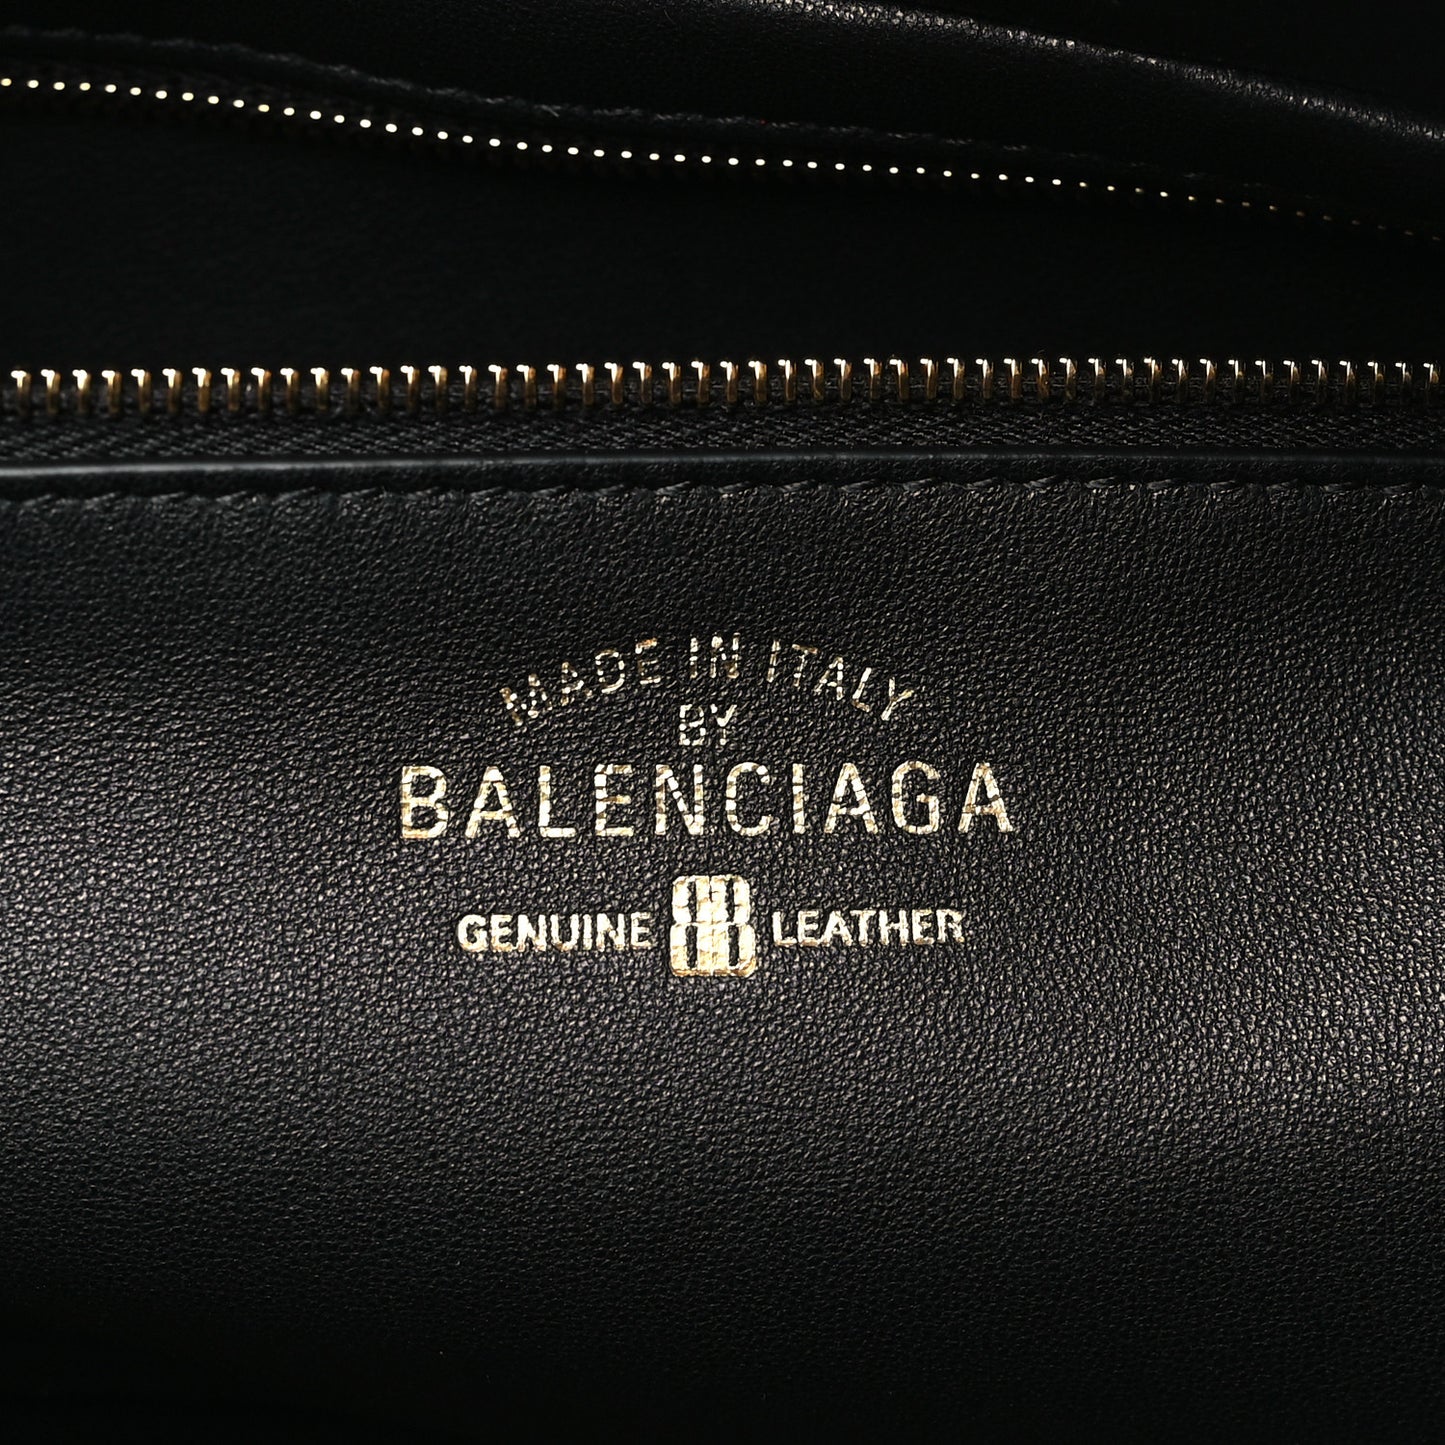 MADE IN ITALY
BY
BALENCIAGA
GENUINE LEATHER